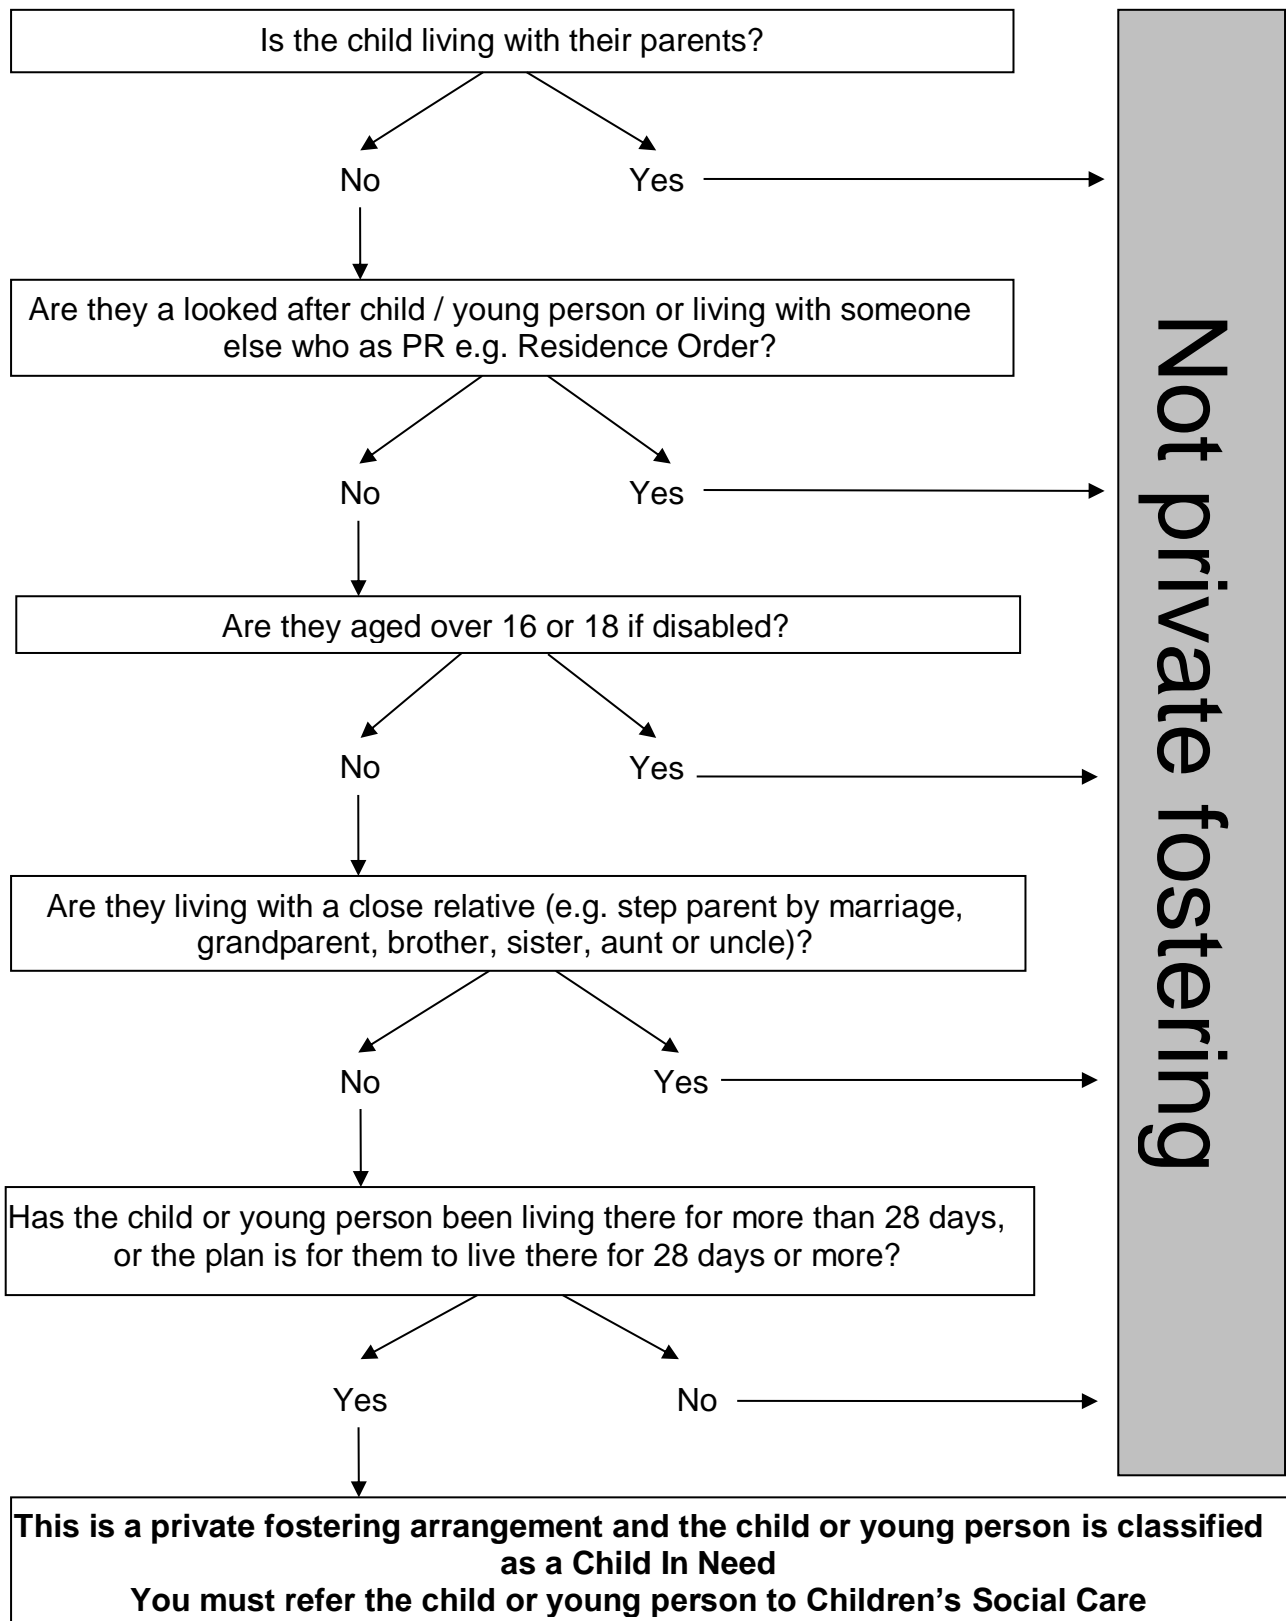 Is the child living with their parents?
No
Yes
Are they a looked after child / young person or living with someone
else who as PR e.g. Residence Order?
No
Yes
Are they aged over 16 or 18 if disabled?
No
Yes
Are they living with a close relative (e.g. step parent by marriage,
grandparent, brother, sister, aunt or uncle)?
No
Yes
Has the child or young person been living there for more than 28 days,
or the plan is for them to live there for 28 days or more?
Yes
No
This is a private fostering arrangement and the child or young person is classified
as a Child In Need
You must refer the child or young person to Children's Social Care
Not private fostering